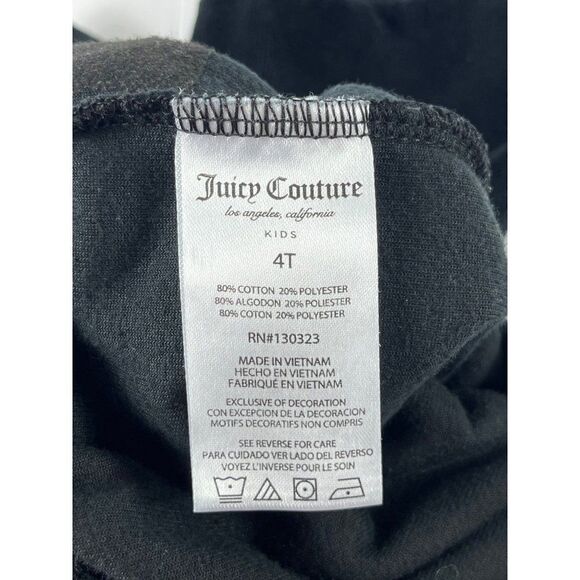 Juicy Couture
los angeles, california
KIDS
4T
80% COTTON 20% POLYESTER
80% ALGODON 20% POLIESTER
80% COTON 20% POLYESTER
RN#130323
MADE IN VIETNAM
HECHO EN VIETNAM
FABRIQUÉ EN VIETNAM
EXCLUSIVE OF DECORATION
CON EXCEPCION DE LA DECORACION
MOTIFS DECORATIFS NON COMPRIS
SEE REVERSE FOR CARE
PARA CUIDADO VER LADO DEL REVERSO
VOYEZ L'INVERSE POUR LE SOIN